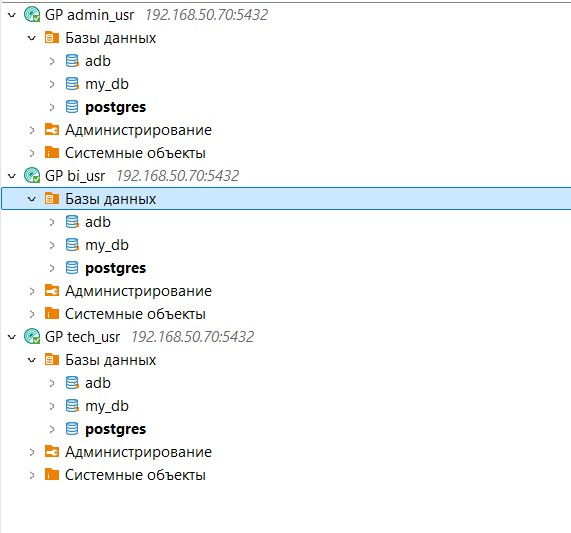 GP admin_usr 192.168.50.70:5432
Базы данных
adb
my_db
postgres
Администрирование
Системные объекты
GP bi_usr 192.168.50.70:5432
Базы данных
adb
my_db
postgres
Администрирование
Системные объекты
GP tech_usr 192.168.50.70:5432
Базы данных
adb
my_db
postgres
Администрирование
Системные объекты